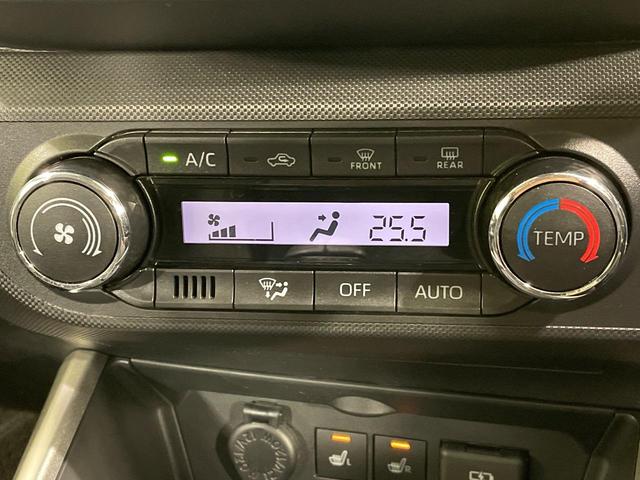 A/C
FRONT
REAR
25.5
TEMP
OFF
AUTO
L
R